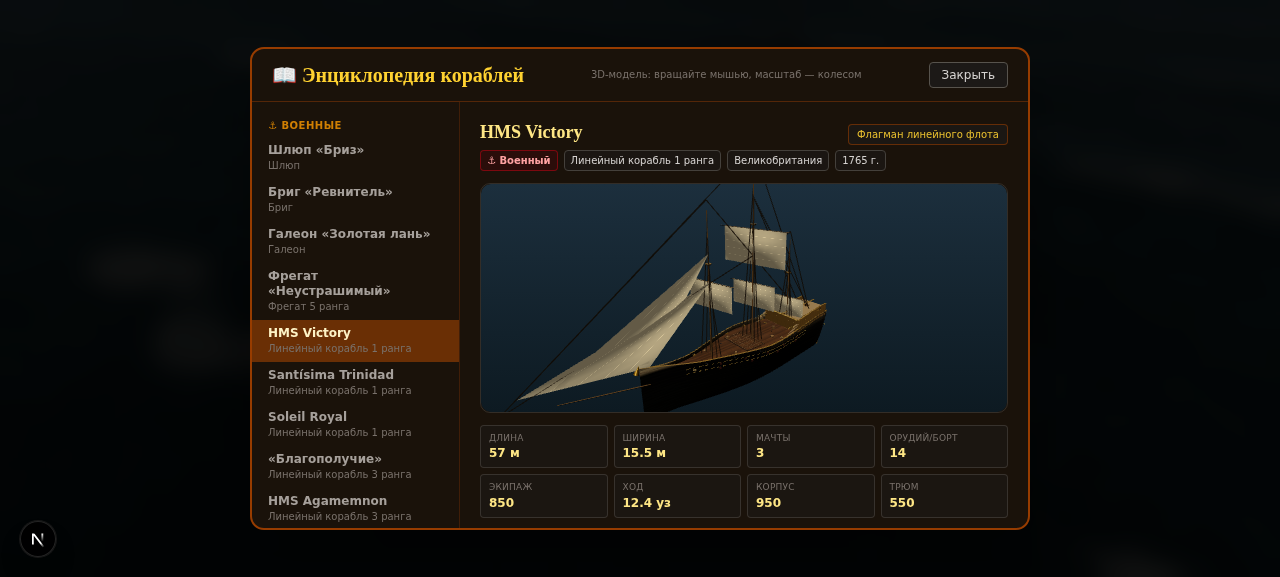 📖 Энциклопедия кораблей
3D-модель: вращайте мышью, масштаб — колесом
Закрыть
⚓ ВОЕННЫЕ
Шлюп «Бриз»
Шлюп
Бриг «Ревнитель»
Бриг
Галеон «Золотая лань»
Галеон
Фрегат
«Неустрашимый»
Фрегат 5 ранга
HMS Victory
Линейный корабль 1 ранга
Santísima Trinidad
Линейный корабль 1 ранга
Soleil Royal
Линейный корабль 1 ранга
«Благополучие»
Линейный корабль 3 ранга
HMS Agamemnon
Линейный корабль 3 ранга
HMS Victory
Флагман линейного флота
⚓ Военный
Линейный корабль 1 ранга
Великобритания
1765 г.
ДЛИНА
57 м
ШИРИНА
15.5 м
МАЧТЫ
3
ОРУДИЙ/БОРТ
14
ЭКИПАЖ
850
ХОД
12.4 уз
КОРПУС
950
ТРЮМ
550
N